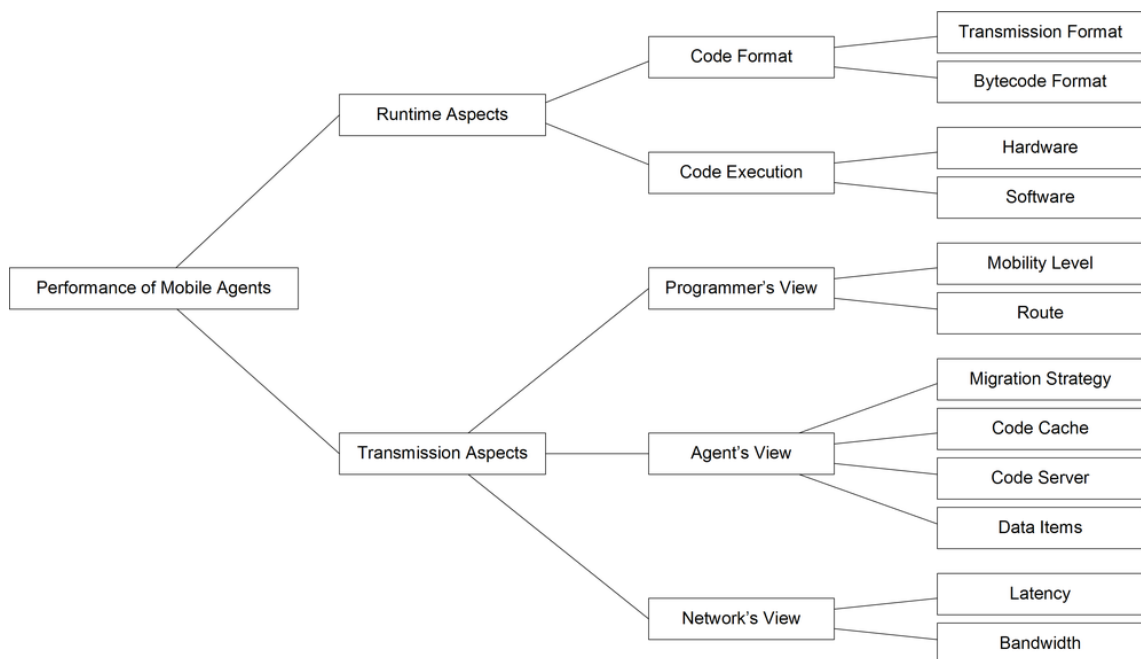 Performance of Mobile Agents
Runtime Aspects
Code Format
Transmission Format
Bytecode Format
Code Execution
Hardware
Software
Transmission Aspects
Programmer's View
Mobility Level
Route
Agent's View
Migration Strategy
Code Cache
Code Server
Data Items
Network's View
Latency
Bandwidth